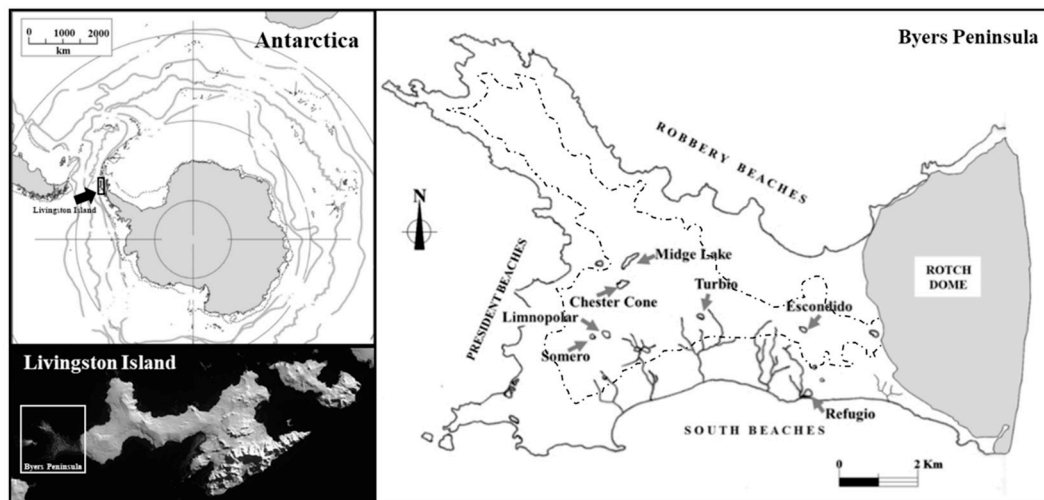 0 1000 2000
km
Antarctica
Livingston Island
Livingston Island
Byers Peninsula
Byers Peninsula
ROBBERY BEACHES
N
PRESIDENT BEACHES
Midge Lake
Chester Cone
Turbio
Limnopolar
Escondido
Somero
ROTCH
DOME
Refugio
SOUTH BEACHES
0 2 Km